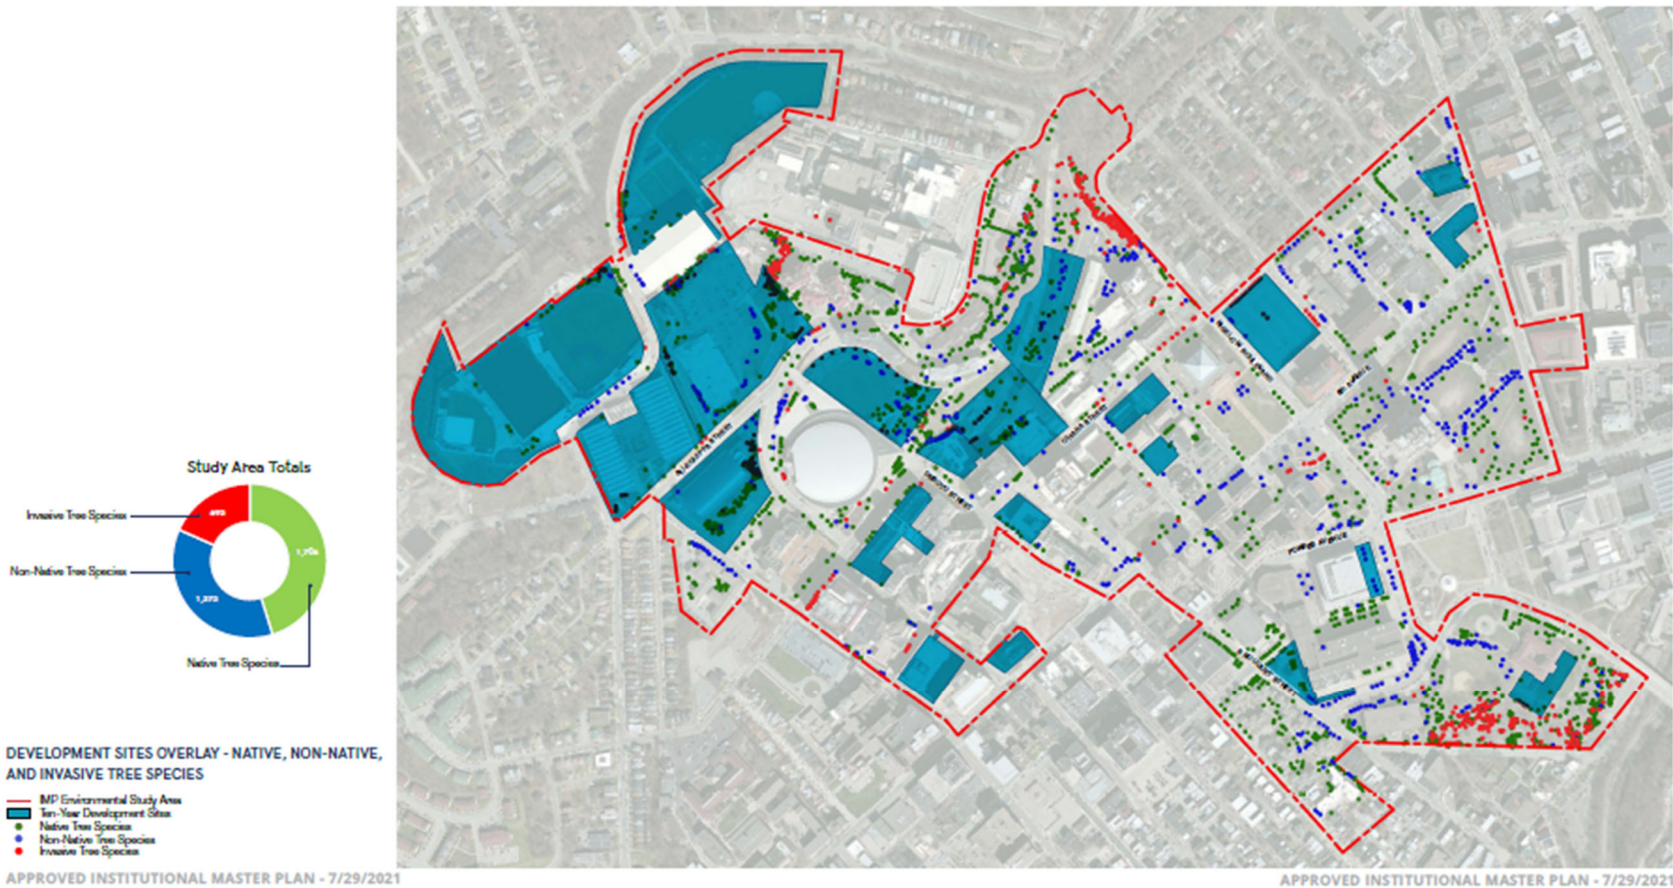 Study Area Totals
Invasive Tree Species
Non-Native Tree Species
Native Tree Species
DEVELOPMENT SITES OVERLAY - NATIVE, NON-NATIVE,
AND INVASIVE TREE SPECIES
IMP Environmental Study Area
Ten-Year Development Sites
Native Tree Species
Non-Native Tree Species
Invasive Tree Species
APPROVED INSTITUTIONAL MASTER PLAN - 7/29/2021
APPROVED INSTITUTIONAL MASTER PLAN - 7/29/2021